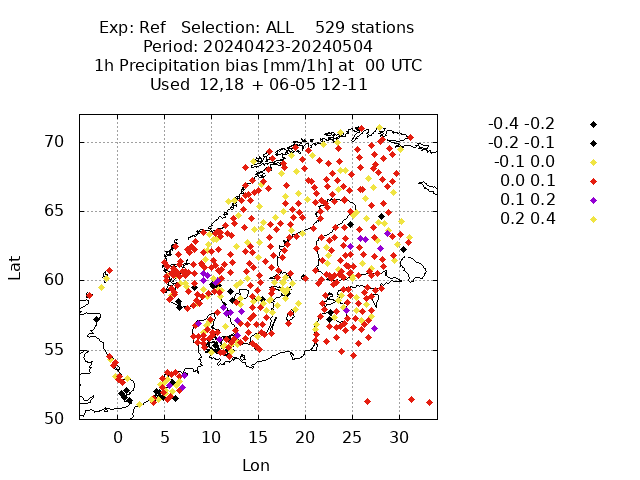 Exp: Ref Selection: ALL 529 stations
Period: 20240423-20240504
1h Precipitation bias [mm/1h] at 00 UTC
Used 12,18 + 06-05 12-11
-0.4 -0.2
-0.2 -0.1
-0.1 0.0
0.0 0.1
0.1 0.2
0.2 0.4
70
65
60
55
50
Lat
0 5 10 15 20 25 30
Lon